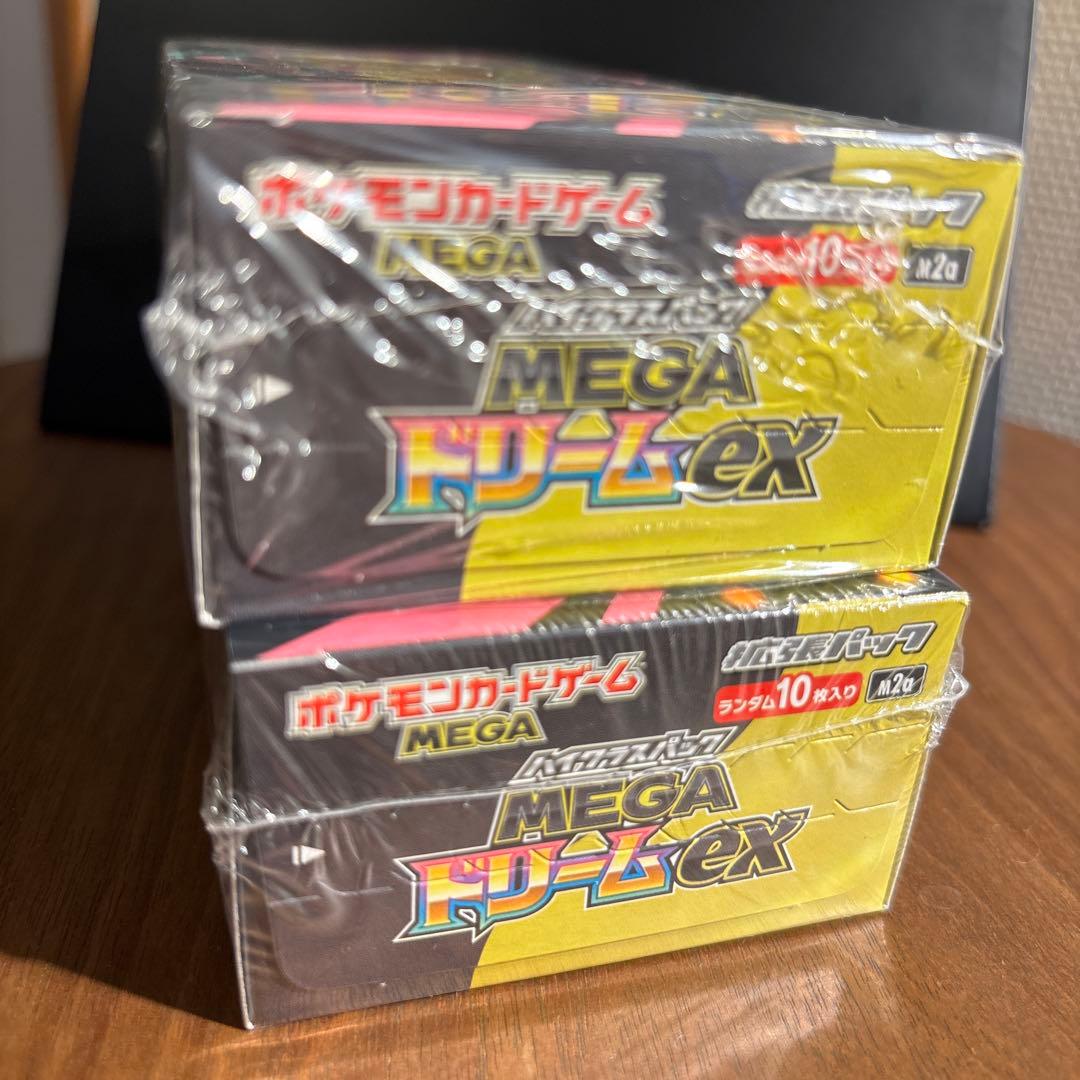 ポケモンカードゲーム
MEGA
拡張パック
M2a
ハイクラスパック
MEGA
ドリームex
ポケモンカードゲーム
MEGA
拡張パック
ランダム10枚入り
M2a
ハイクラスパック
MEGA
ドリームex